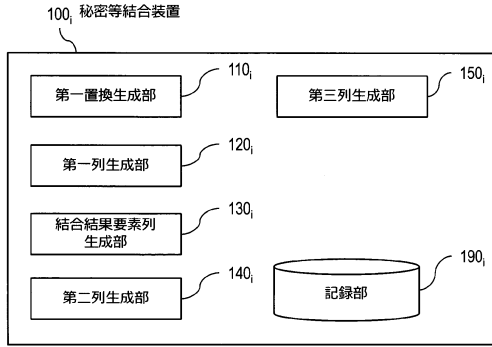 100i 秘密等結合装置
110i
第一置換生成部
150i
第三列生成部
120i
第一列生成部
130i
結合結果要素列
生成部
140i
第二列生成部
190i
記録部